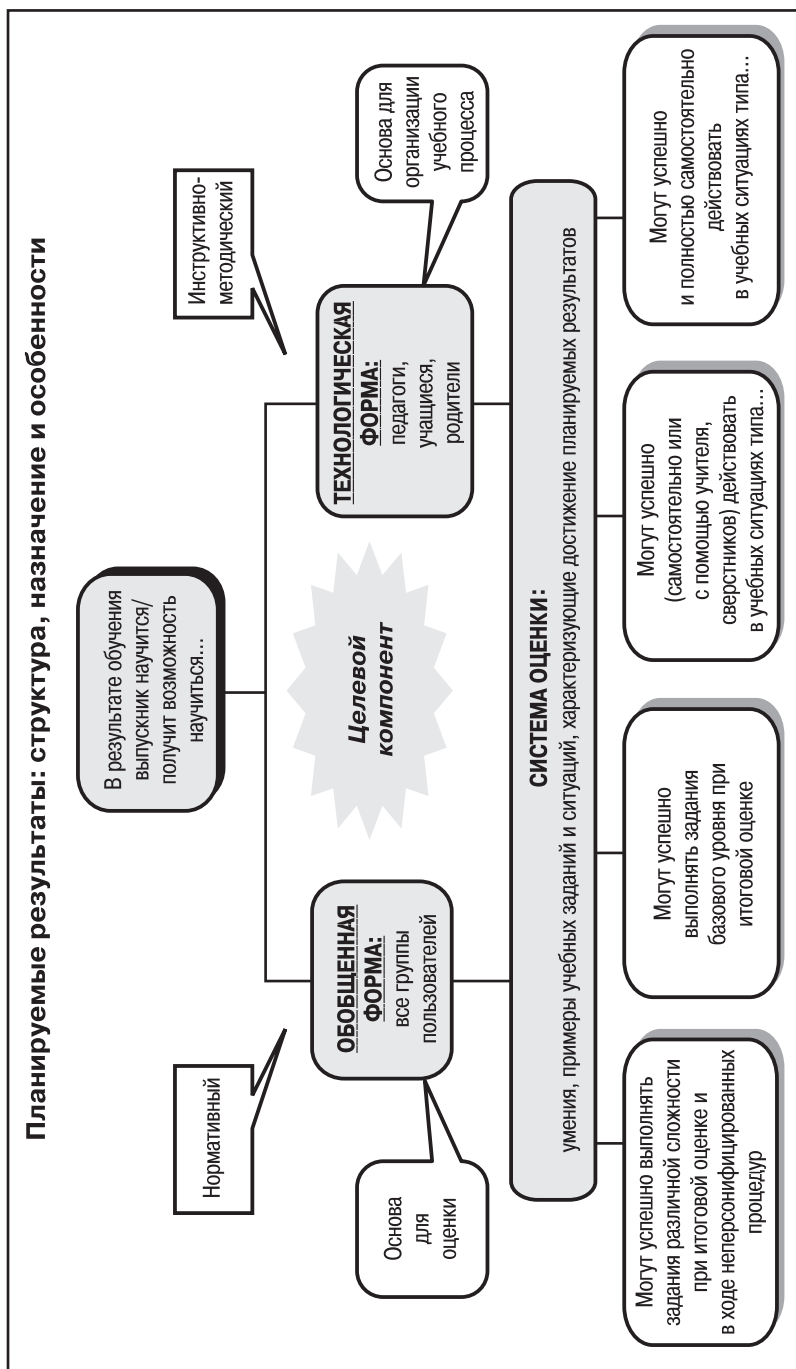 Планируемые результаты: структура, назначение и особенности
В результате обучения
выпускник научится/
получит возможность
научиться...
Нормативный
Инструктивно-
методический
ОБОБЩЕННАЯ
ФОРМА:
все группы
пользователей
Целевой
компонент
ТЕХНОЛОГИЧЕСКАЯ
ФОРМА:
педагоги,
учащиеся,
родители
Основа
для
оценки
Основа для
организации
учебного
процесса
СИСТЕМА ОЦЕНКИ:
умения, примеры учебных заданий и ситуаций, характеризующие достижение планируемых результатов
Могут успешно выполнять
задания различной сложности
при итоговой оценке и
в ходе неперсонифицированных
процедур
Могут успешно
выполнять задания
базового уровня при
итоговой оценке
Могут успешно
(самостоятельно или
с помощью учителя,
сверстников) действовать
в учебных ситуациях типа...
Могут успешно
и полностью самостоятельно
действовать
в учебных ситуациях типа...